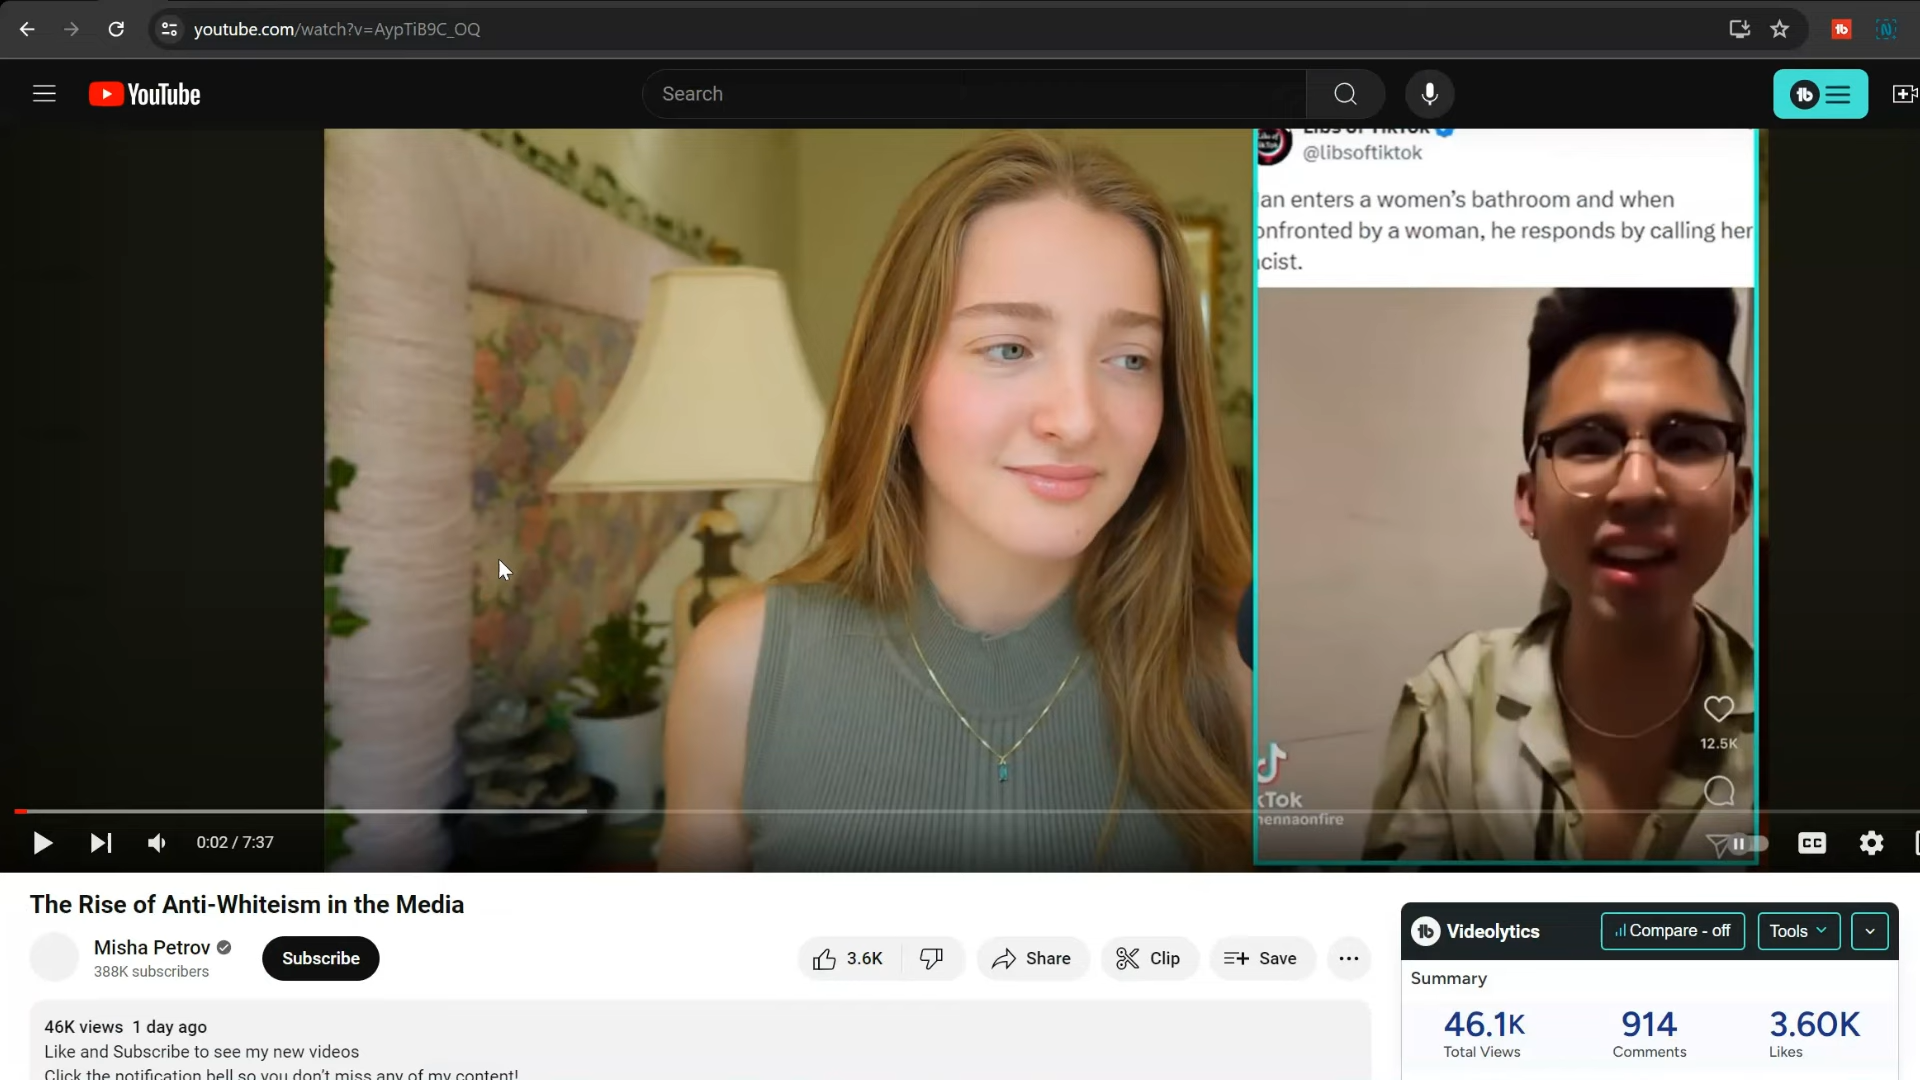 youtube.com/watch?v=AypTiB9C_OQ
YouTube
Search
@libsoftiktok
an enters a women's bathroom and when
onfronted by a woman, he responds by calling her
cist.
12.5K
kTok
hennaonfire
0:02 / 7:37
CC
The Rise of Anti-Whiteism in the Media
Misha Petrov
388K subscribers
Subscribe
3.6K
Share
Clip
Save
46K views 1 day ago
Like and Subscribe to see my new videos
Click the notification bell so you don't miss any of my content!
Videolytics
Compare - off
Tools
Summary
46.1K
914
3.60K
Total Views
Comments
Likes